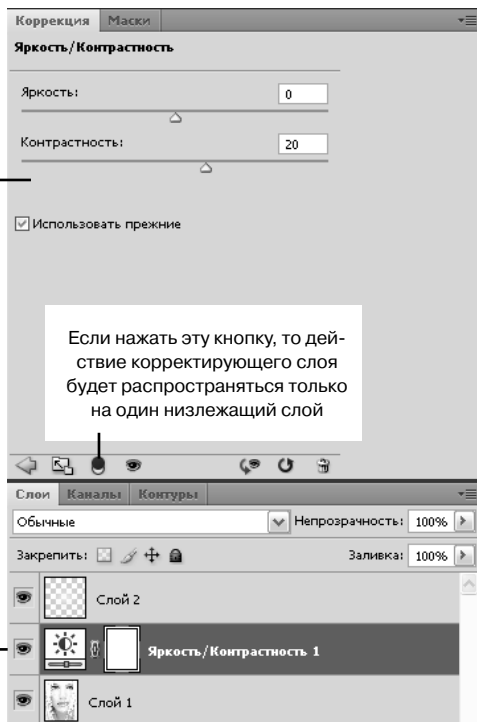 Коррекция Маски
Яркость/Контрастность
Яркость: 0
Контрастность: 20
Использовать прежние
Если нажать эту кнопку, то дей-
ствие корректирующего слоя
будет распространяться только
на один низлежащий слой
Слои Каналы Контуры
Обычные Непрозрачность: 100%
Закрепить: Заливка: 100%
Слой 2
Яркость/Контрастность 1
Слой 1